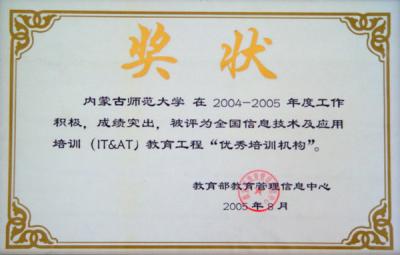 奖状
内蒙古师范大学 在 2004-2005 年度工作
积极，成绩突出，被评为全国信息技术及应用
培训（IT&AT）教育工程“优秀培训机构”。
教育部教育管理信息中心
2005 年 8 月